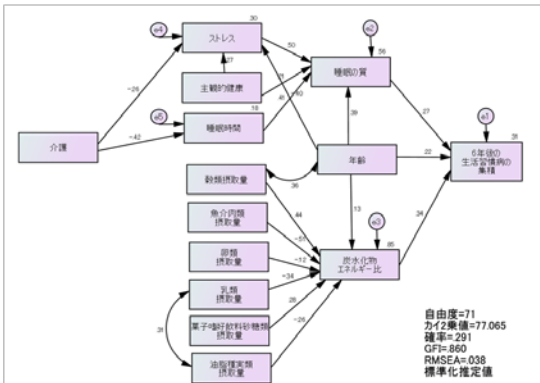 30
e4
ストレス
-26
50
e2
56
睡眠の質
27
主観的健康
41
e5
16
睡眠時間
-42
介護
39
27
e1
31
6年後の
生活習慣病の
集積
年齢
22
穀類摂取量
36
13
34
44
魚介肉類
摂取量
-51
e3
85
炭水化物
エネルギー比
卵類
摂取量
-12
乳類
摂取量
-34
31
菓子嗜好飲料砂糖類
摂取量
28
油脂種実類
摂取量
-26
自由度=71
カイ2乗値=77.065
確率=.291
GFI=.860
RMSEA=.038
標準化推定値